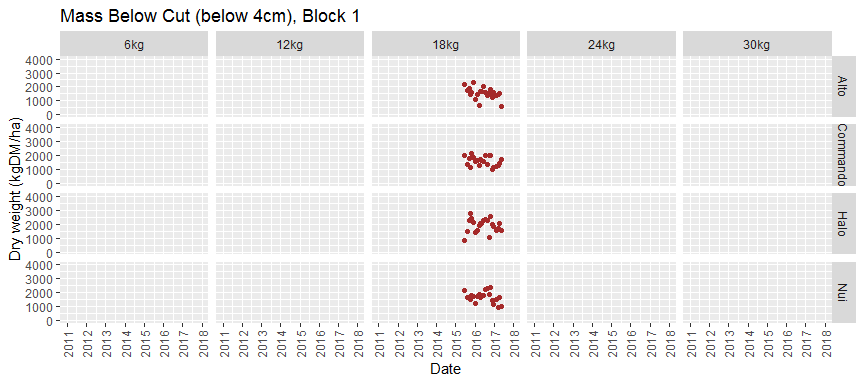 Mass Below Cut (below 4cm), Block 1
6kg 12kg 18kg 24kg 30kg
Dry weight (kgDM/ha)
4000
3000
2000
1000
0
Alto
4000
3000
2000
1000
0
Commando
4000
3000
2000
1000
0
Halo
4000
3000
2000
1000
0
Nui
2011 2012 2013 2014 2015 2016 2017 2018 2011 2012 2013 2014 2015 2016 2017 2018 2011 2012 2013 2014 2015 2016 2017 2018 2011 2012 2013 2014 2015 2016 2017 2018 2011 2012 2013 2014 2015 2016 2017 2018
Date